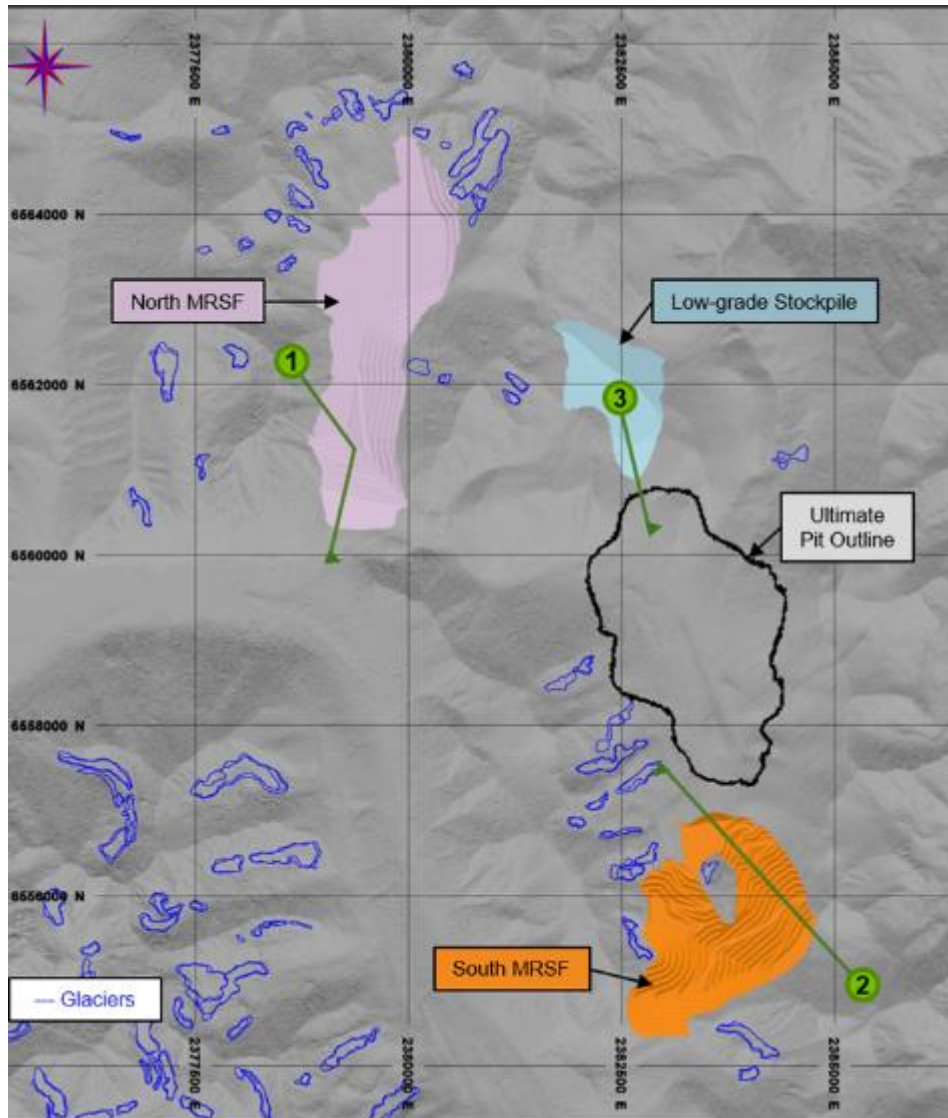 2377500 E
2380000 E
2382500 E
2385000 E
6564000 N
North MRSF
Low-grade Stockpile
1
6562000 N
3
Ultimate
Pit Outline
6560000 N
6558000 N
6556000 N
South MRSF
2
Glaciers
2377500 E
2380000 E
2382500 E
2385000 E